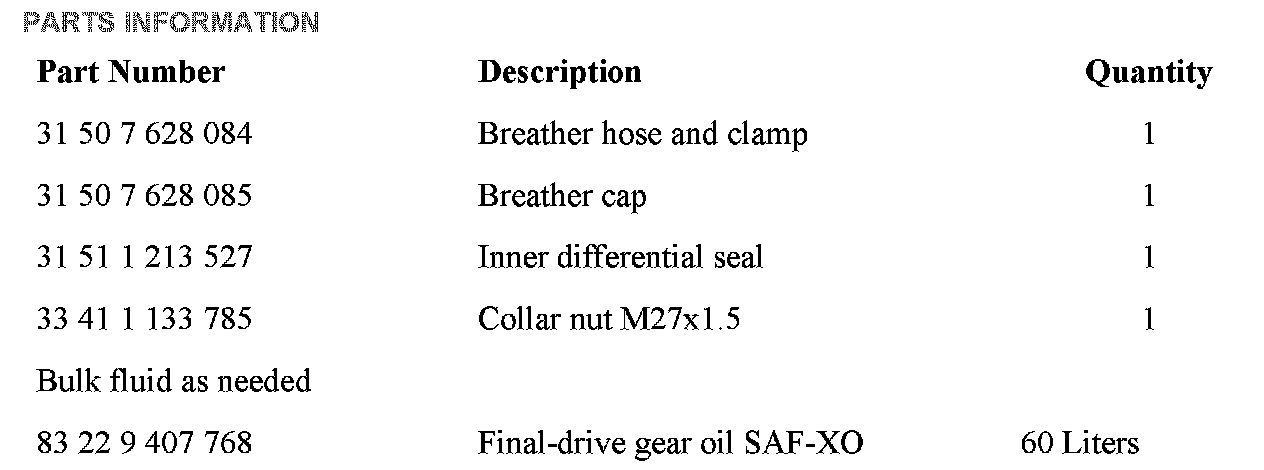 PARTS INFORMATION
Part Number Description Quantity
31 50 7 628 084 Breather hose and clamp 1
31 50 7 628 085 Breather cap 1
31 51 1 213 527 Inner differential seal 1
33 41 1 133 785 Collar nut M27x1.5 1
Bulk fluid as needed
83 22 9 407 768 Final-drive gear oil SAF-XO 60 Liters